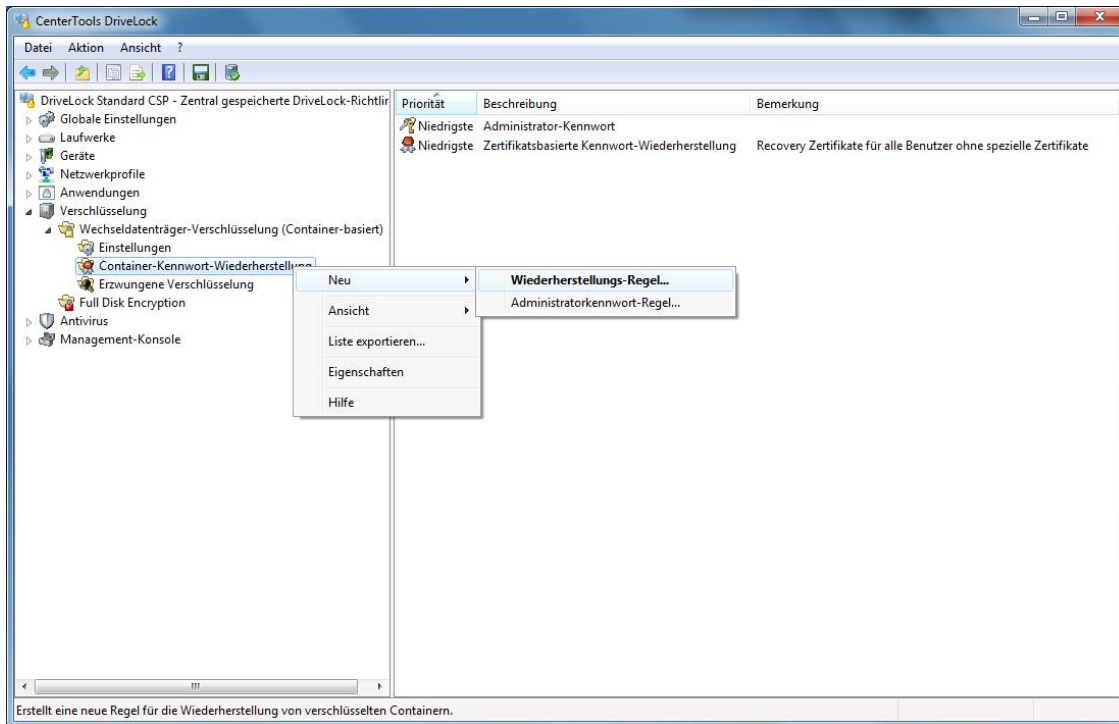 CenterTools DriveLock
Datei Aktion Ansicht ?
DriveLock Standard CSP - Zentral gespeicherte DriveLock-Richtlir
Globale Einstellungen
Laufwerke
Geräte
Netzwerkprofile
Anwendungen
Verschlüsselung
Wechseldatenträger-Verschlüsselung (Container-basiert)
Einstellungen
Container-Kennwort-Wiederherstellung
Erzwungene Verschlüsselung
Full Disk Encryption
Antivirus
Management-Konsole
Priorität Beschreibung Bemerkung
Niedrigste Administrator-Kennwort
Niedrigste Zertifikatsbasierte Kennwort-Wiederherstellung Recovery Zertifikate für alle Benutzer ohne spezielle Zertifikate
Neu
Ansicht
Liste exportieren...
Eigenschaften
Hilfe
Wiederherstellungs-Regel...
Administratorkennwort-Regel...
Erstellt eine neue Regel für die Wiederherstellung von verschlüsselten Containern.